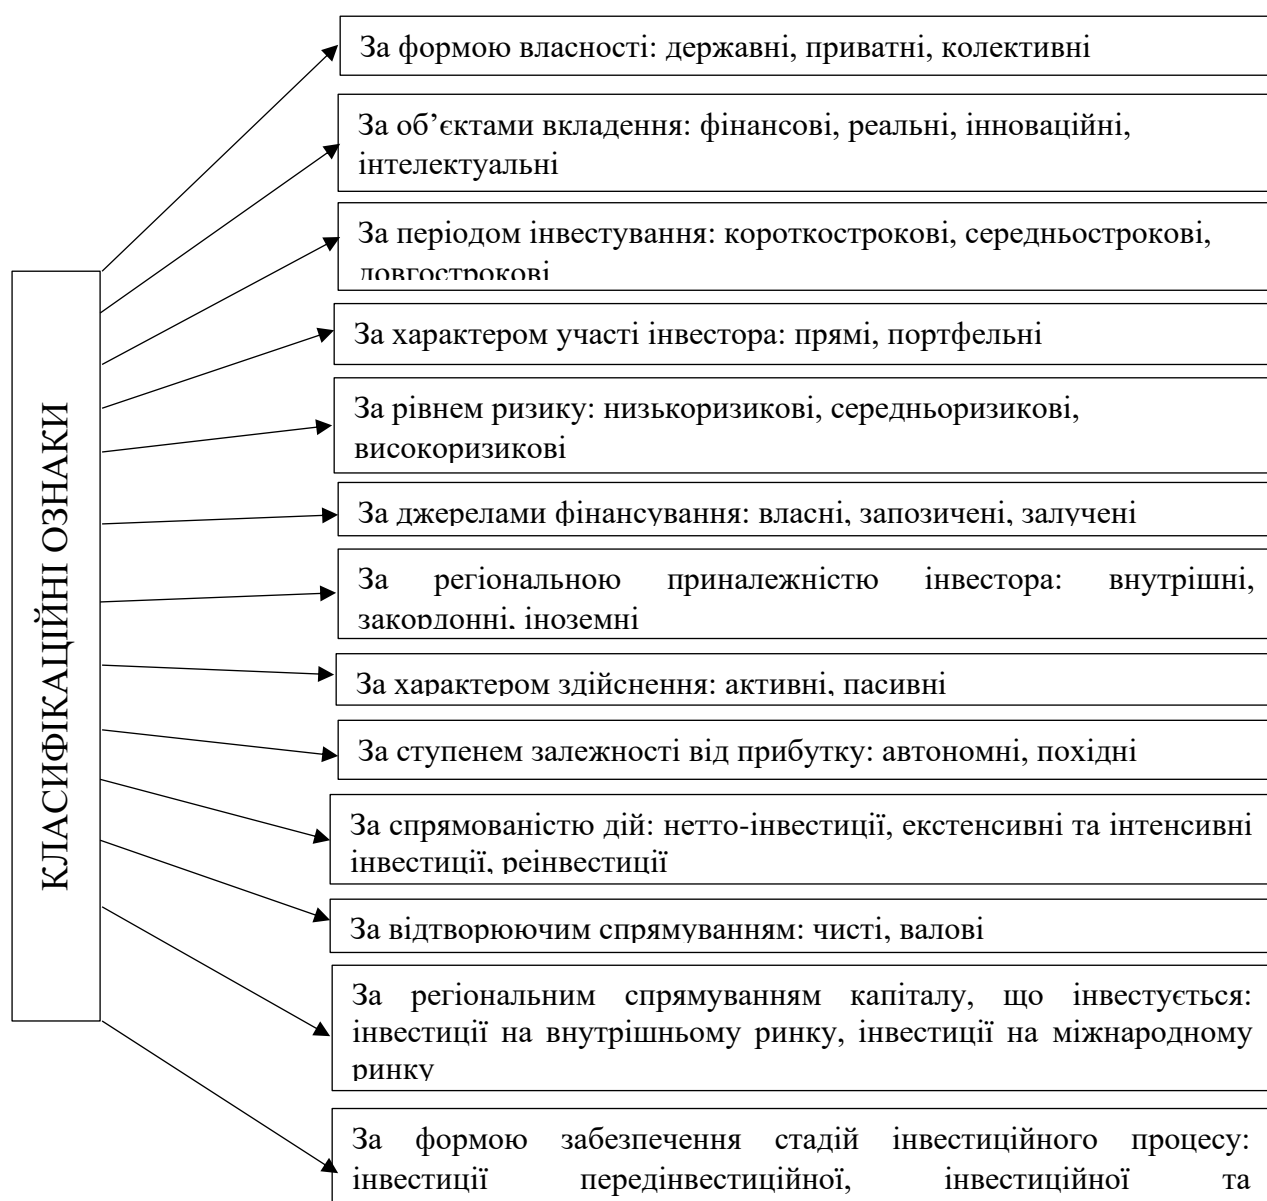 За формою власності: державні, приватні, колективні
За об’єктами вкладення: фінансові, реальні, інноваційні,
інтелектуальні
За періодом інвестування: короткострокові, середньострокові,
довгострокові
За характером участі інвестора: прямі, портфельні
За рівнем ризику: низькоризикові, середньоризикові,
високоризикові
За джерелами фінансування: власні, запозичені, залучені
За регіональною приналежністю інвестора: внутрішні,
закордонні, іноземні
За характером здійснення: активні, пасивні
За ступенем залежності від прибутку: автономні, похідні
За спрямованістю дій: нетто-інвестиції, екстенсивні та інтенсивні
інвестиції, реінвестиції
За відтворюючим спрямуванням: чисті, валові
За регіональним спрямуванням капіталу, що інвестується:
інвестиції на внутрішньому ринку, інвестиції на міжнародному
ринку
За формою забезпечення стадій інвестиційного процесу:
інвестиції передінвестиційної, інвестиційної та
КЛАСИФІКАЦІЙНІ ОЗНАКИ